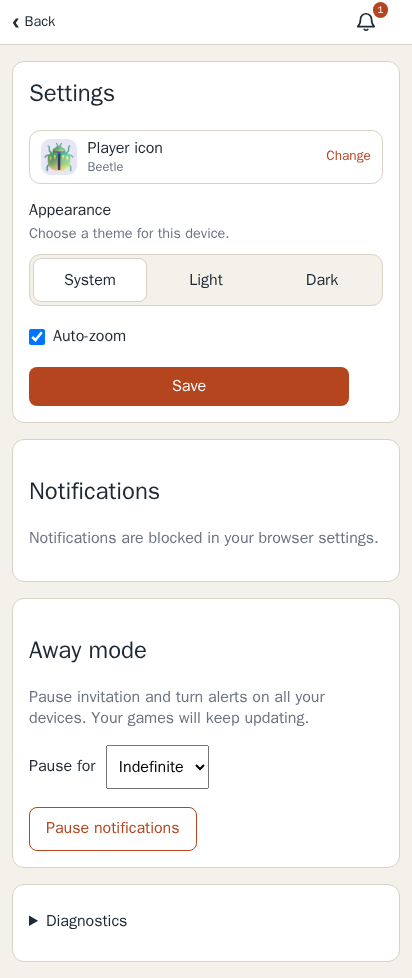 Back
1
Settings
Player icon
Beetle
Change
Appearance
Choose a theme for this device.
System Light Dark
Auto-zoom
Save
Notifications
Notifications are blocked in your browser settings.
Away mode
Pause invitation and turn alerts on all your
devices. Your games will keep updating.
Pause for Indefinite
Pause notifications
Diagnostics